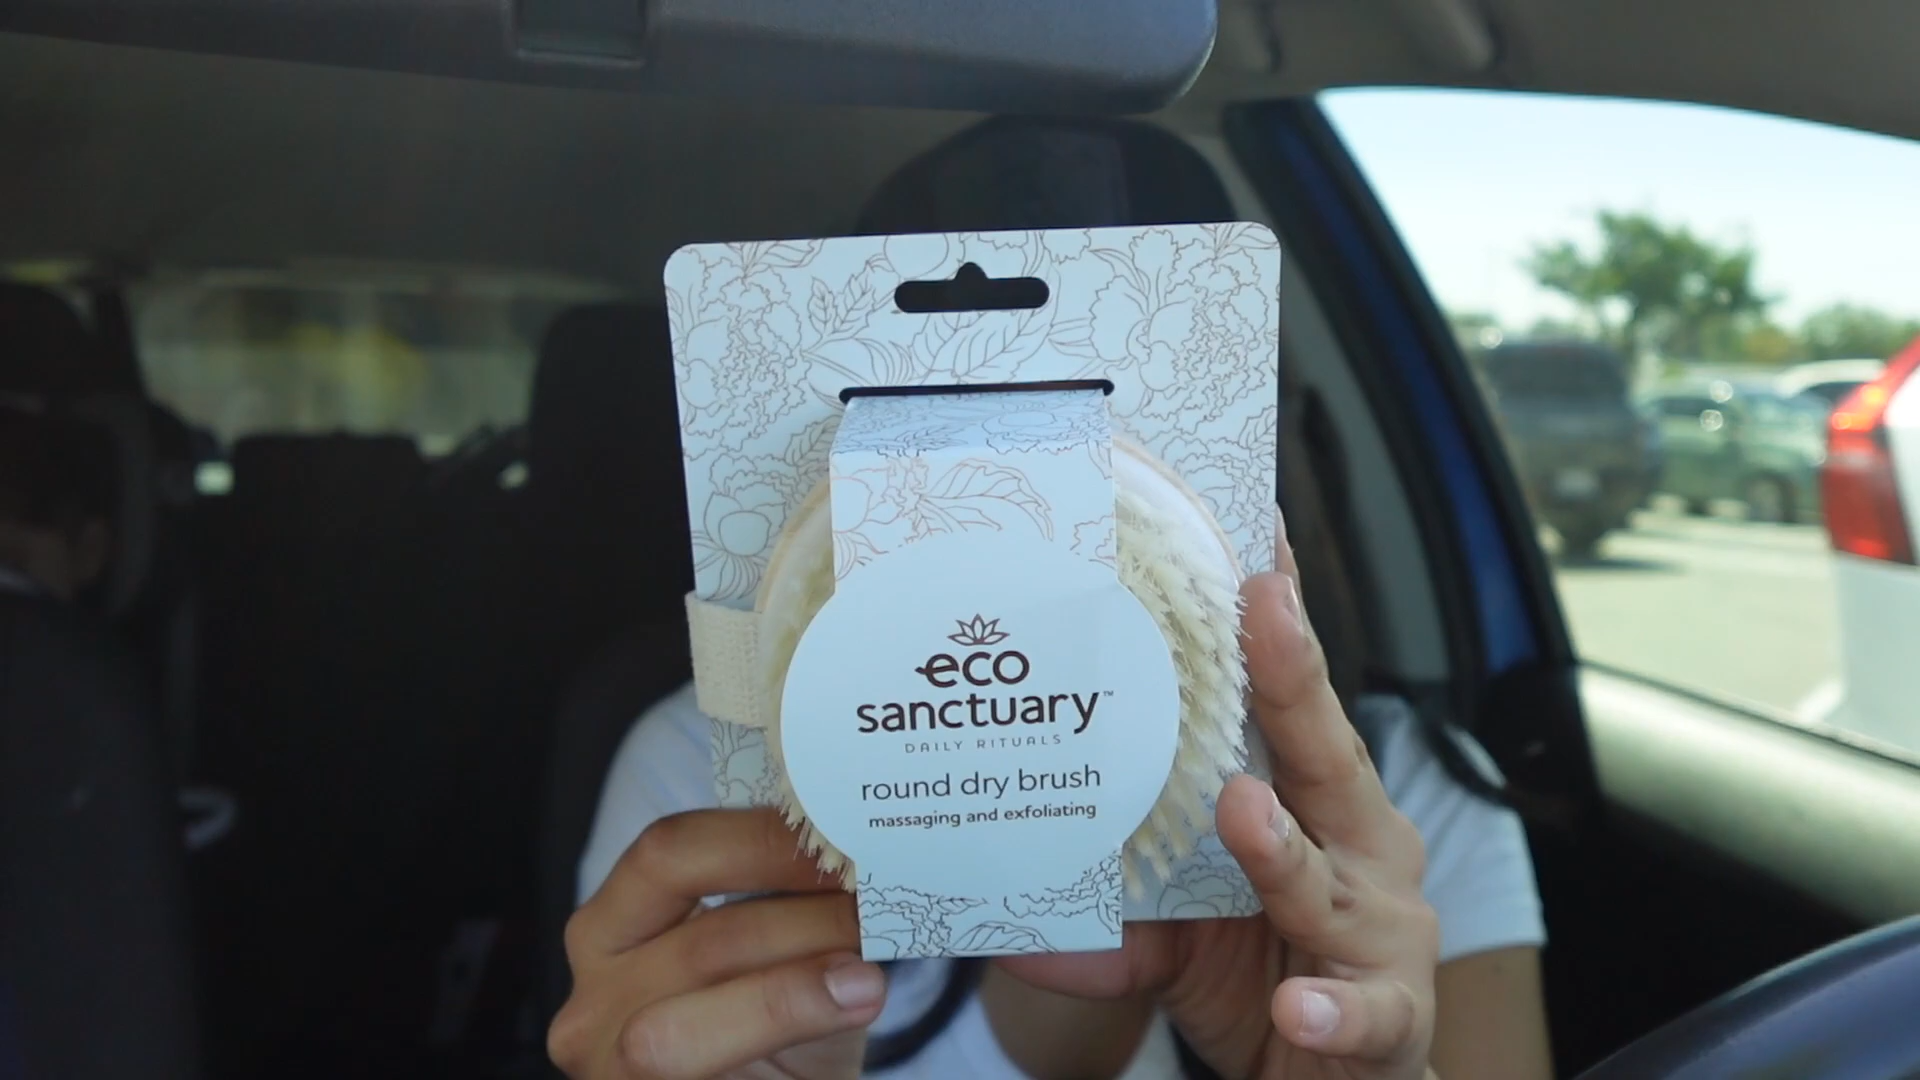 eco
sanctuary™
DAILY RITUALS
round dry brush
massaging and exfoliating